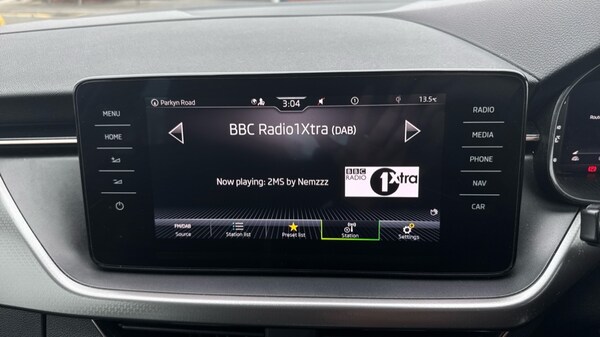 Parkyn Road
3:04
13.5°C
MENU
HOME
RADIO
MEDIA
PHONE
NAV
CAR
BBC Radio1Xtra (DAB)
Now playing: 2MS by Nemzzz
BBC
RADIO
1Xtra
FM/DAB
Source
Station list
Preset list
Station
Settings